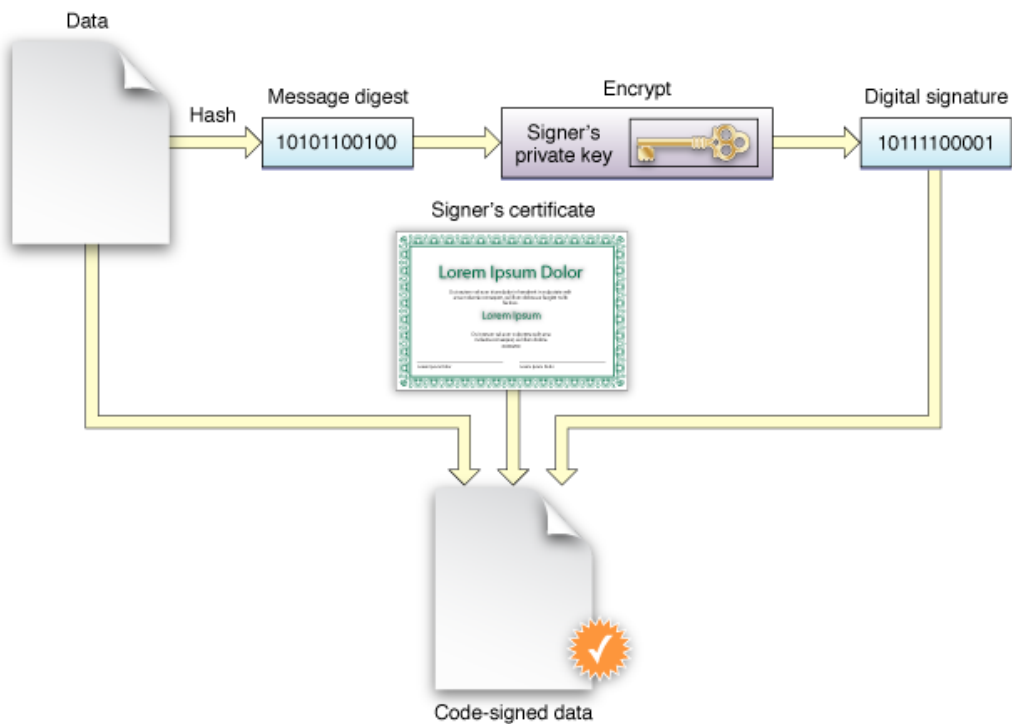 Data
Hash
Message digest
10101100100
Encrypt
Signer's
private key
Digital signature
10111100001
Signer's certificate
Lorem Ipsum Dolor
Lorem Ipsum
Code-signed data